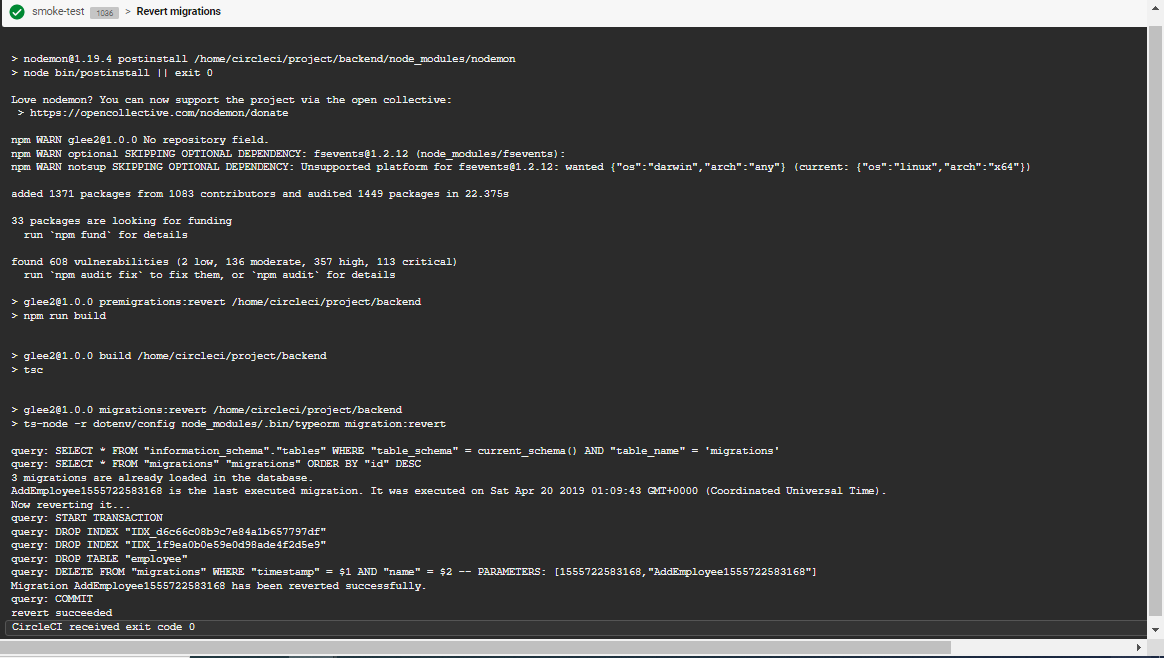 smoke-test 1036 > Revert migrations
> nodemon@1.19.4 postinstall /home/circleci/project/backend/node_modules/nodemon
> node bin/postinstall || exit 0
Love nodemon? You can now support the project via the open collective:
> https://opencollective.com/nodemon/donate
npm WARN glee2@1.0.0 No repository field.
npm WARN optional SKIPPING OPTIONAL DEPENDENCY: fsevents@1.2.12 (node_modules/fsevents):
npm WARN notsup SKIPPING OPTIONAL DEPENDENCY: Unsupported platform for fsevents@1.2.12: wanted {"os":"darwin","arch":"any"} (current: {"os":"linux","arch":"x64"})
added 1371 packages from 1083 contributors and audited 1449 packages in 22.375s
33 packages are looking for funding
run `npm fund` for details
found 608 vulnerabilities (2 low, 136 moderate, 357 high, 113 critical)
run `npm audit fix` to fix them, or `npm audit` for details
> glee2@1.0.0 premigrations:revert /home/circleci/project/backend
> npm run build
> glee2@1.0.0 build /home/circleci/project/backend
> tsc
> glee2@1.0.0 migrations:revert /home/circleci/project/backend
> ts-node -r dotenv/config node_modules/.bin/typeorm migration:revert
query: SELECT * FROM "information_schema"."tables" WHERE "table_schema" = current_schema() AND "table_name" = 'migrations'
query: SELECT * FROM "migrations" "migrations" ORDER BY "id" DESC
3 migrations are already loaded in the database.
AddEmployee1555722583168 is the last executed migration. It was executed on Sat Apr 20 2019 01:09:43 GMT+0000 (Coordinated Universal Time).
Now reverting it...
query: START TRANSACTION
query: DROP INDEX "IDX_d6c66c08b9c7e84a1b657797df"
query: DROP INDEX "IDX_1f9ea0b0e59e0d98ade4f2d5e9"
query: DROP TABLE "employee"
query: DELETE FROM "migrations" WHERE "timestamp" = $1 AND "name" = $2 -- PARAMETERS: [1555722583168,"AddEmployee1555722583168"]
Migration AddEmployee1555722583168 has been reverted successfully.
query: COMMIT
revert succeeded
CircleCI received exit code 0